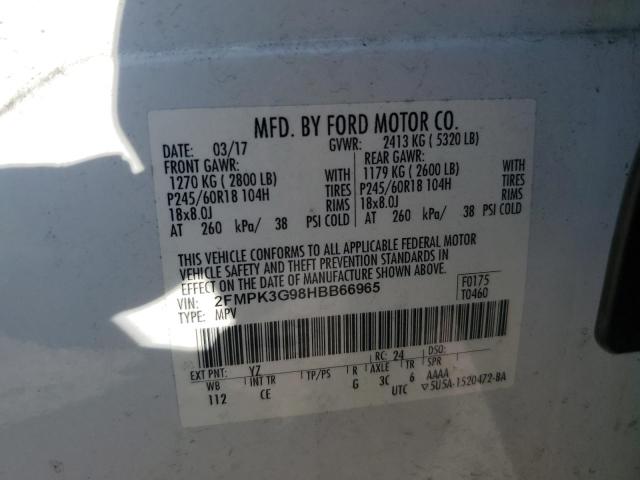 MFD. BY FORD MOTOR CO.
DATE: 03/17 GVWR: 2413 KG ( 5320 LB)
FRONT GAWR: REAR GAWR:
1270 KG ( 2800 LB) WITH 1179 KG ( 2600 LB) WITH
P245/60R18 104H TIRES P245/60R18 104H TIRES
18x8.0J RIMS 18x8.0J RIMS
AT 260 kPa/ 38 PSI COLD AT 260 kPa/ 38 PSI COLD
THIS VEHICLE CONFORMS TO ALL APPLICABLE FEDERAL MOTOR
VEHICLE SAFETY AND THEFT PREVENTION STANDARDS IN
EFFECT ON THE DATE OF MANUFACTURE SHOWN ABOVE.
VIN: 2FMPK3G98HBB66965 F0175
TYPE: MPV T0460
EXT PNT: YZ RC: 24 DSO:
WB INT TR TP/PS R AXLE TR SPR
112 CE G 3C 6 AAAA
UTC ▽5U5A-1520472-BA